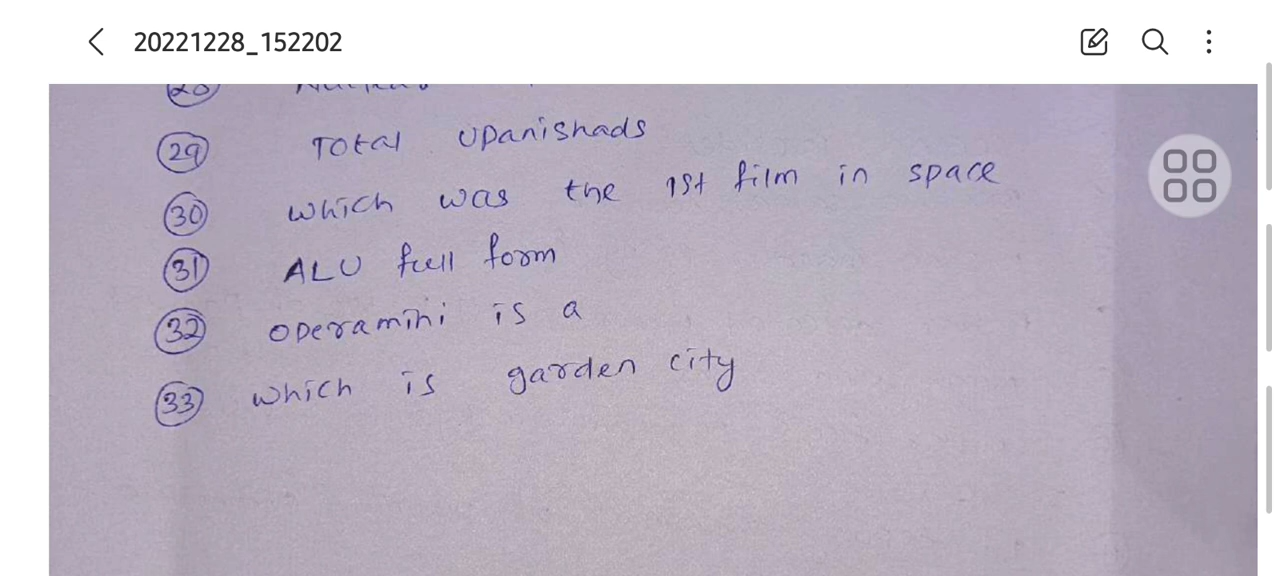 20221228_152202
28
29 Total Upanishads
30 which was the 1st film in space
31 ALU full form
32 operamini is a
33 which is garden city